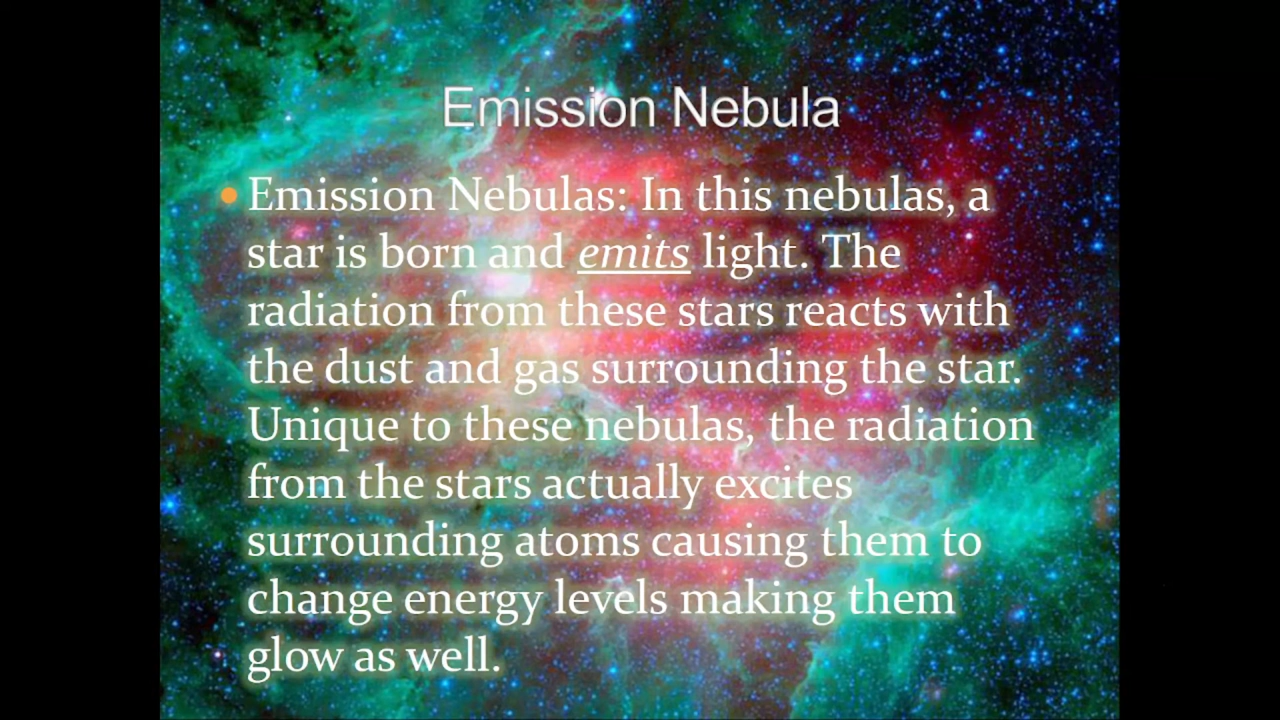 Emission Nebula
Emission Nebulas: In this nebulas, a
star is born and emits light. The
radiation from these stars reacts with
the dust and gas surrounding the star.
Unique to these nebulas, the radiation
from the stars actually excites
surrounding atoms causing them to
change energy levels making them
glow as well.